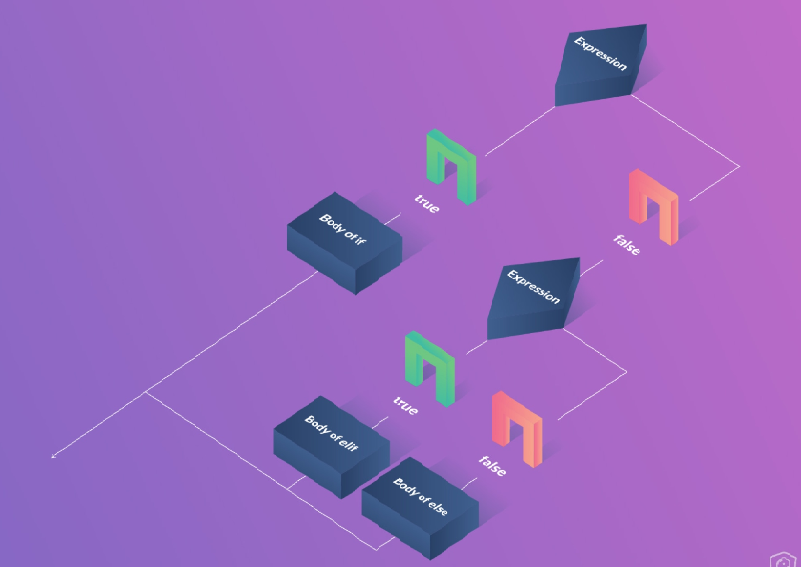 Expression
true
Body of if
false
Expression
true
Body of elif
false
Body of else